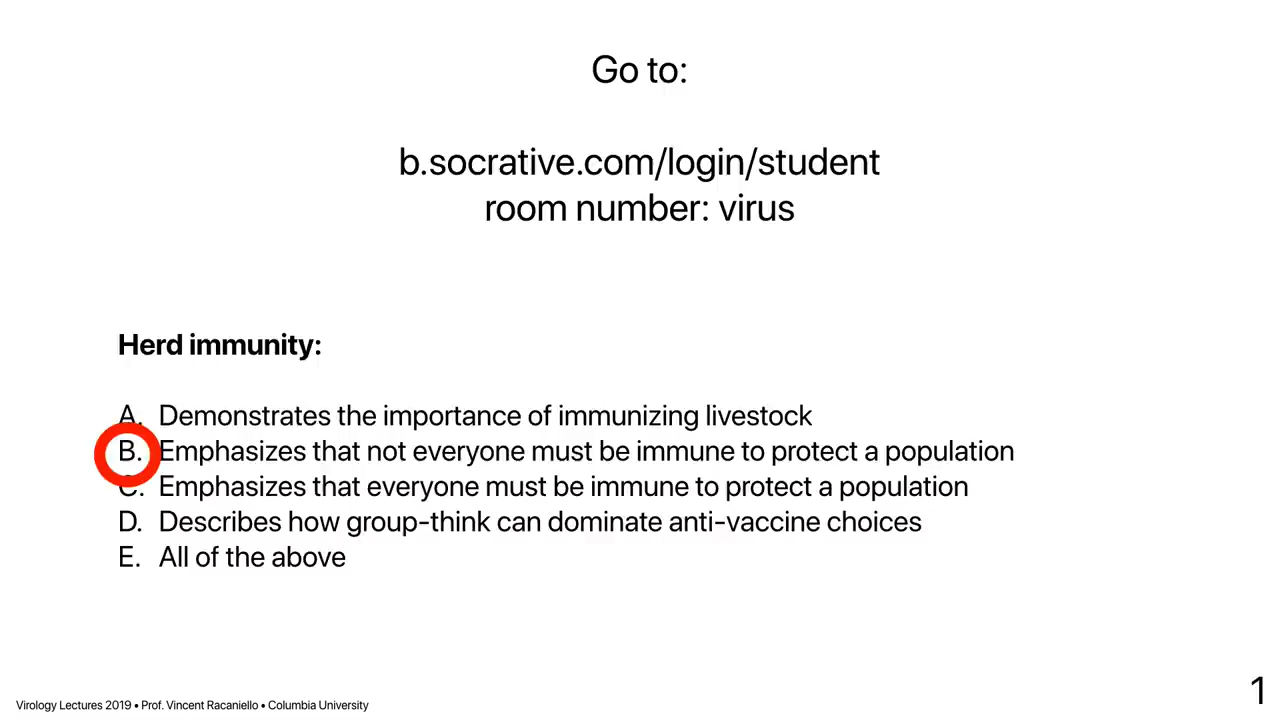 Go to:
b.socrative.com/login/student
room number: virus
Herd immunity:
A. Demonstrates the importance of immunizing livestock
B. Emphasizes that not everyone must be immune to protect a population
C. Emphasizes that everyone must be immune to protect a population
D. Describes how group-think can dominate anti-vaccine choices
E. All of the above
Virology Lectures 2019 • Prof. Vincent Racaniello • Columbia University
1